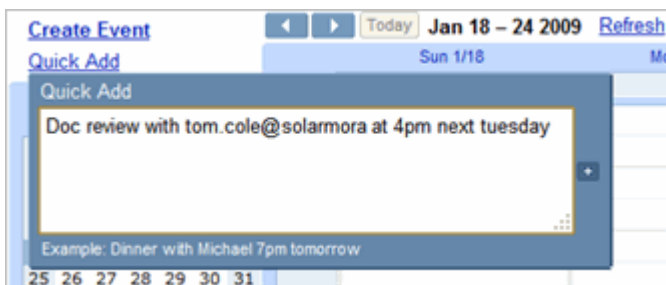 Create Event
Today Jan 18 – 24 2009 Refresh
Quick Add
Sun 1/18
Quick Add
Doc review with tom.cole@solarmora at 4pm next tuesday
+
Example: Dinner with Michael 7pm tomorrow
25 26 27 28 29 30 31